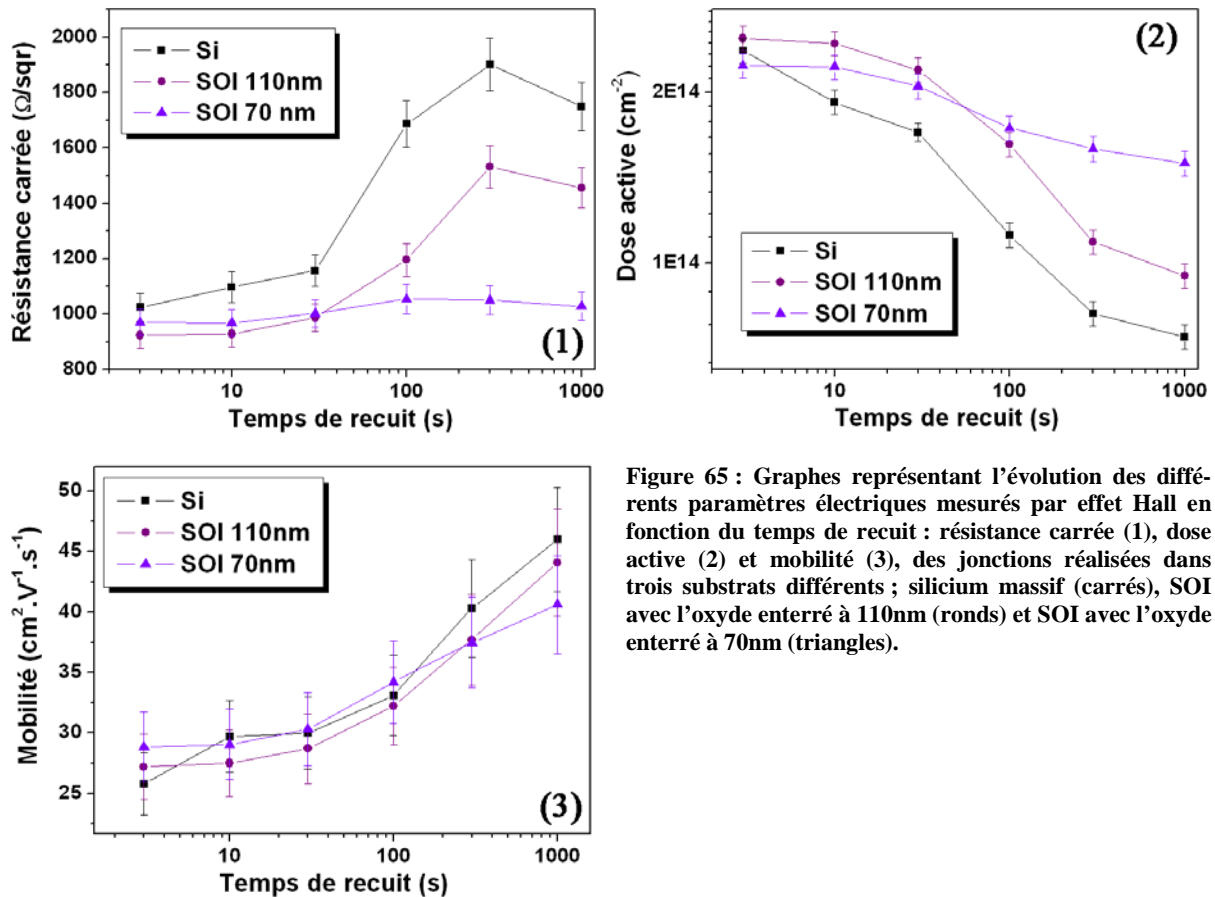 2000
1800
1600
1400
1200
1000
800
Résistance carrée (Ω/sqr)
Si
SOI 110nm
SOI 70 nm
(1)
10
100
1000
Temps de recuit (s)
2E14
1E14
Dose active (cm⁻²)
(2)
Si
SOI 110nm
SOI 70nm
10
100
1000
Temps de recuit (s)
50
45
40
35
30
25
Mobilité (cm².V⁻¹.s⁻¹)
Si
SOI 110nm
SOI 70nm
(3)
10
100
1000
Temps de recuit (s)
Figure 65 : Graphes représentant l’évolution des diffé-
rents paramètres électriques mesurés par effet Hall en
fonction du temps de recuit : résistance carrée (1), dose
active (2) et mobilité (3), des jonctions réalisées dans
trois substrats différents ; silicium massif (carrés), SOI
avec l’oxyde enterré à 110nm (ronds) et SOI avec l’oxyde
enterré à 70nm (triangles).